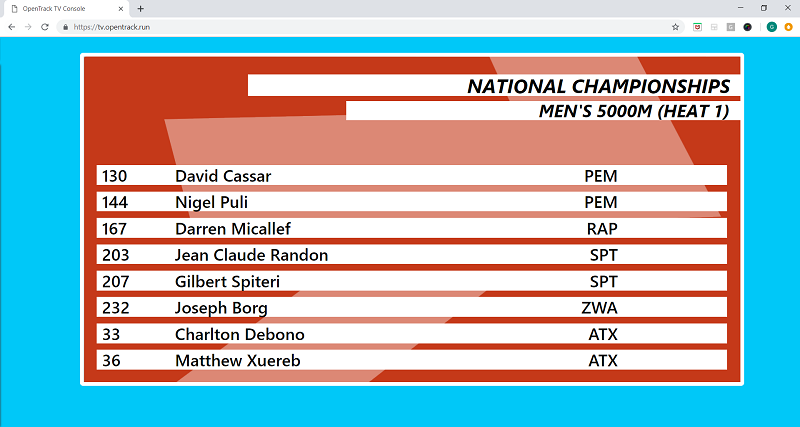 OpenTrack TV Console
https://tv.opentrack.run
NATIONAL CHAMPIONSHIPS
MEN'S 5000M (HEAT 1)
130 David Cassar PEM
144 Nigel Puli PEM
167 Darren Micallef RAP
203 Jean Claude Randon SPT
207 Gilbert Spiteri SPT
232 Joseph Borg ZWA
33 Charlton Debono ATX
36 Matthew Xuereb ATX